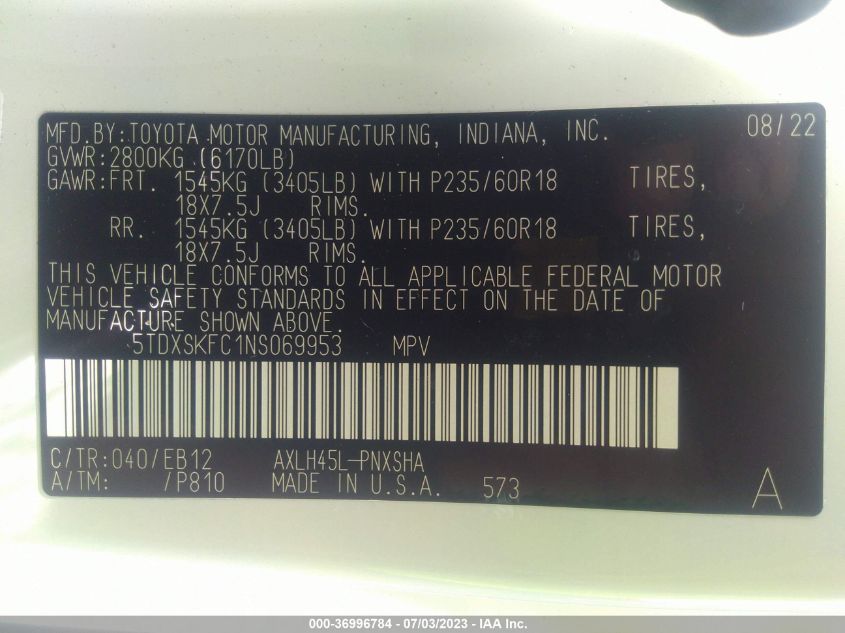 MFD.BY:TOYOTA MOTOR MANUFACTURING, INDIANA, INC. 08/22
GVWR:2800KG (6170LB)
GAWR:FRT. 1545KG (3405LB) WITH P235/60R18 TIRES,
18X7.5J RIMS.
RR. 1545KG (3405LB) WITH P235/60R18 TIRES,
18X7.5J RIMS.
THIS VEHICLE CONFORMS TO ALL APPLICABLE FEDERAL MOTOR
VEHICLE SAFETY STANDARDS IN EFFECT ON THE DATE OF
MANUFACTURE SHOWN ABOVE.
5TDXSKFC1NS069953 MPV
C/TR:040/EB12 AXLH45L-PNXSHA
A/TM: /P810 MADE IN U.S.A. 573 A
000-36996784 - 07/03/2023 - IAA Inc.